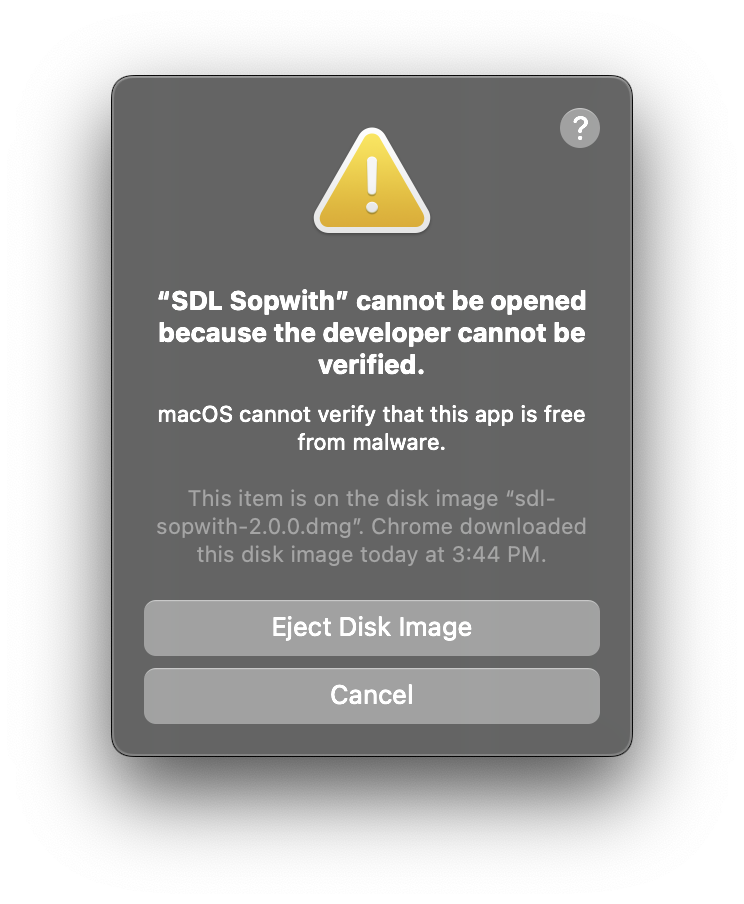 ?
“SDL Sopwith” cannot be opened
because the developer cannot be
verified.
macOS cannot verify that this app is free
from malware.
This item is on the disk image “sdl-
sopwith-2.0.0.dmg”. Chrome downloaded
this disk image today at 3:44 PM.
Eject Disk Image
Cancel